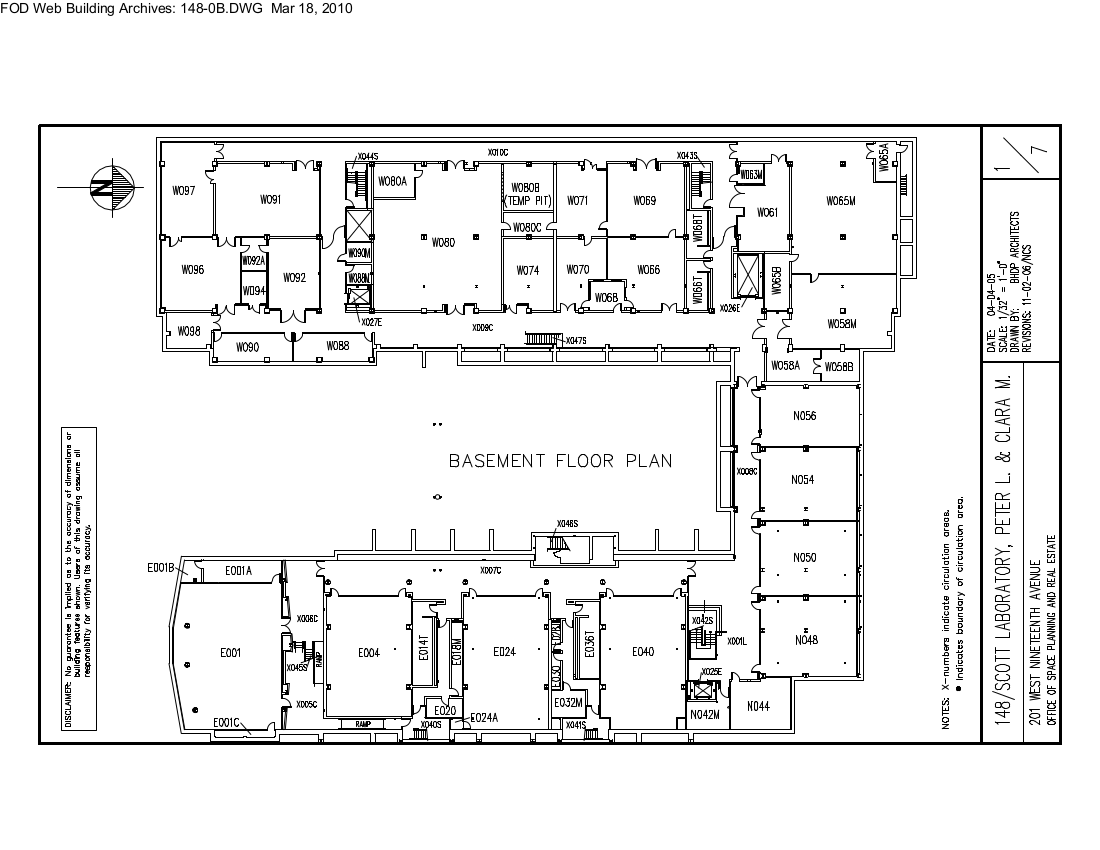 FOD Web Building Archives: 148-0B.DWG Mar 18, 2010
N
X044S
X010C
X043S
W065A
W097
W091
W080A
W080B
(TEMP PIT)
W071
W069
W063M
W061
W065M
W080
W080C
W068T
W096
W092A
W090M
W092
W094
W088M
W074
W070
W066
W06B
W066T
W065B
X026E
W098
X027E
X009C
W058M
W090
W088
X047S
W058A
W058B
N056
BASEMENT FLOOR PLAN
X008C
N054
X046S
N050
E001B
E001A
X007C
X006C
X042S
X001L
N048
E001
X045S
RAMP
E004
E014T
E018M
E024
E030
E036T
E040
X025E
X005C
E032M
E001C
RAMP
E020
E024A
X040S
X041S
N042M
N044
DISCLAIMER: No guarantee is implied as to the accuracy of dimensions or
building features shown. Users of this drawing assume all
responsibility for verifying its accuracy.
NOTES: X-numbers indicate circulation areas.
● Indicates boundary of circulation area.
1/7
DATE: 04-04-05
SCALE: 1/32" = 1'-0"
DRAWN BY: BHDP ARCHITECTS
REVISIONS: 11-02-06/NCS
148/SCOTT LABORATORY, PETER L. & CLARA M.
201 WEST NINETEENTH AVENUE
OFFICE OF SPACE PLANNING AND REAL ESTATE